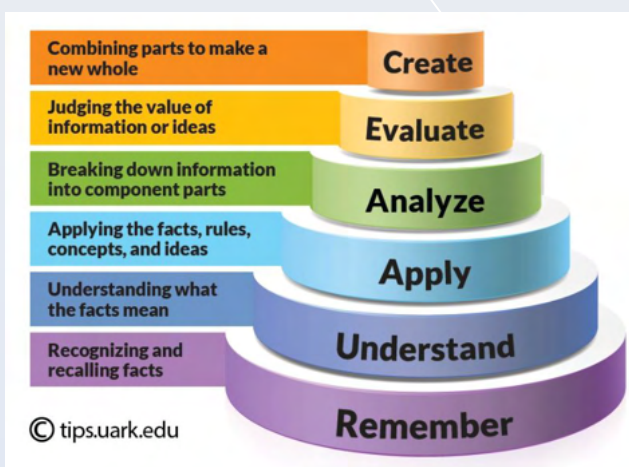 Combining parts to make a
new whole
Create
Judging the value of
information or ideas
Evaluate
Breaking down information
into component parts
Analyze
Applying the facts, rules,
concepts, and ideas
Apply
Understanding what
the facts mean
Understand
Recognizing and
recalling facts
Remember
© tips.uark.edu